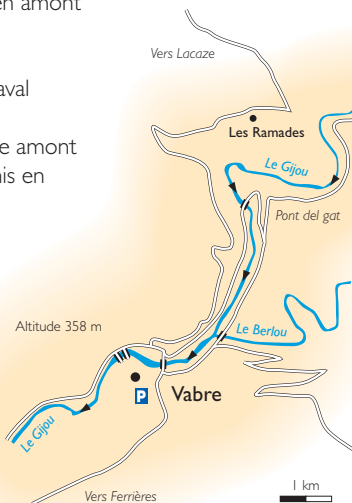 en amont
Vers Lacaze
aval
Les Ramades
e amont
Le Gijou
is en
Pont del gat
Altitude 358 m
Le Berlou
P
Vabre
Le Gijou
1 km
Vers Ferrières